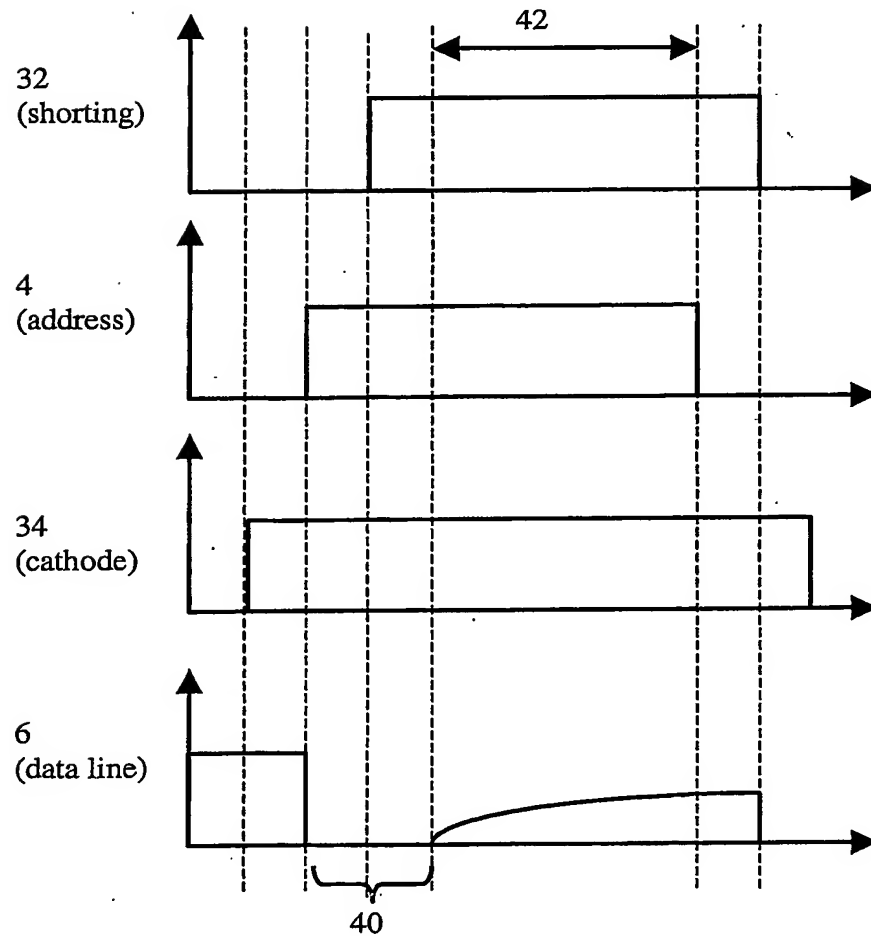 42
32
(shorting)
4
(address)
34
(cathode)
6
(data line)
40